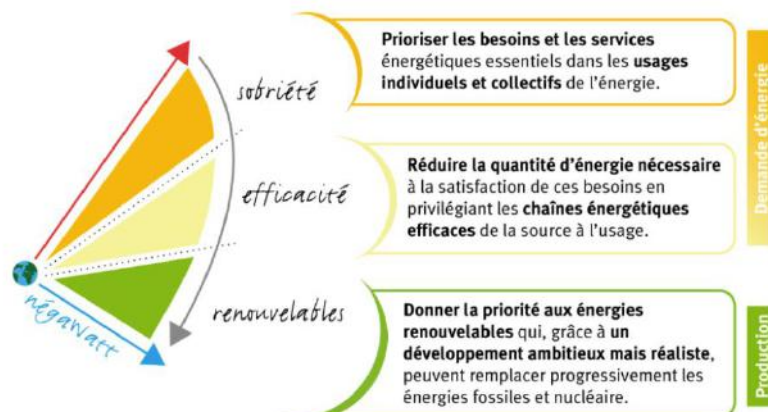 Prioriser les besoins et les services
énergétiques essentiels dans les usages
individuels et collectifs de l'énergie.
sobriété
Demande d'énergie
Réduire la quantité d'énergie nécessaire
à la satisfaction de ces besoins en
privilégiant les chaînes énergétiques
efficaces de la source à l'usage.
efficacité
Donner la priorité aux énergies
renouvelables qui, grâce à un
développement ambitieux mais réaliste,
peuvent remplacer progressivement les
énergies fossiles et nucléaire.
renouvelables
Production
négaWatt